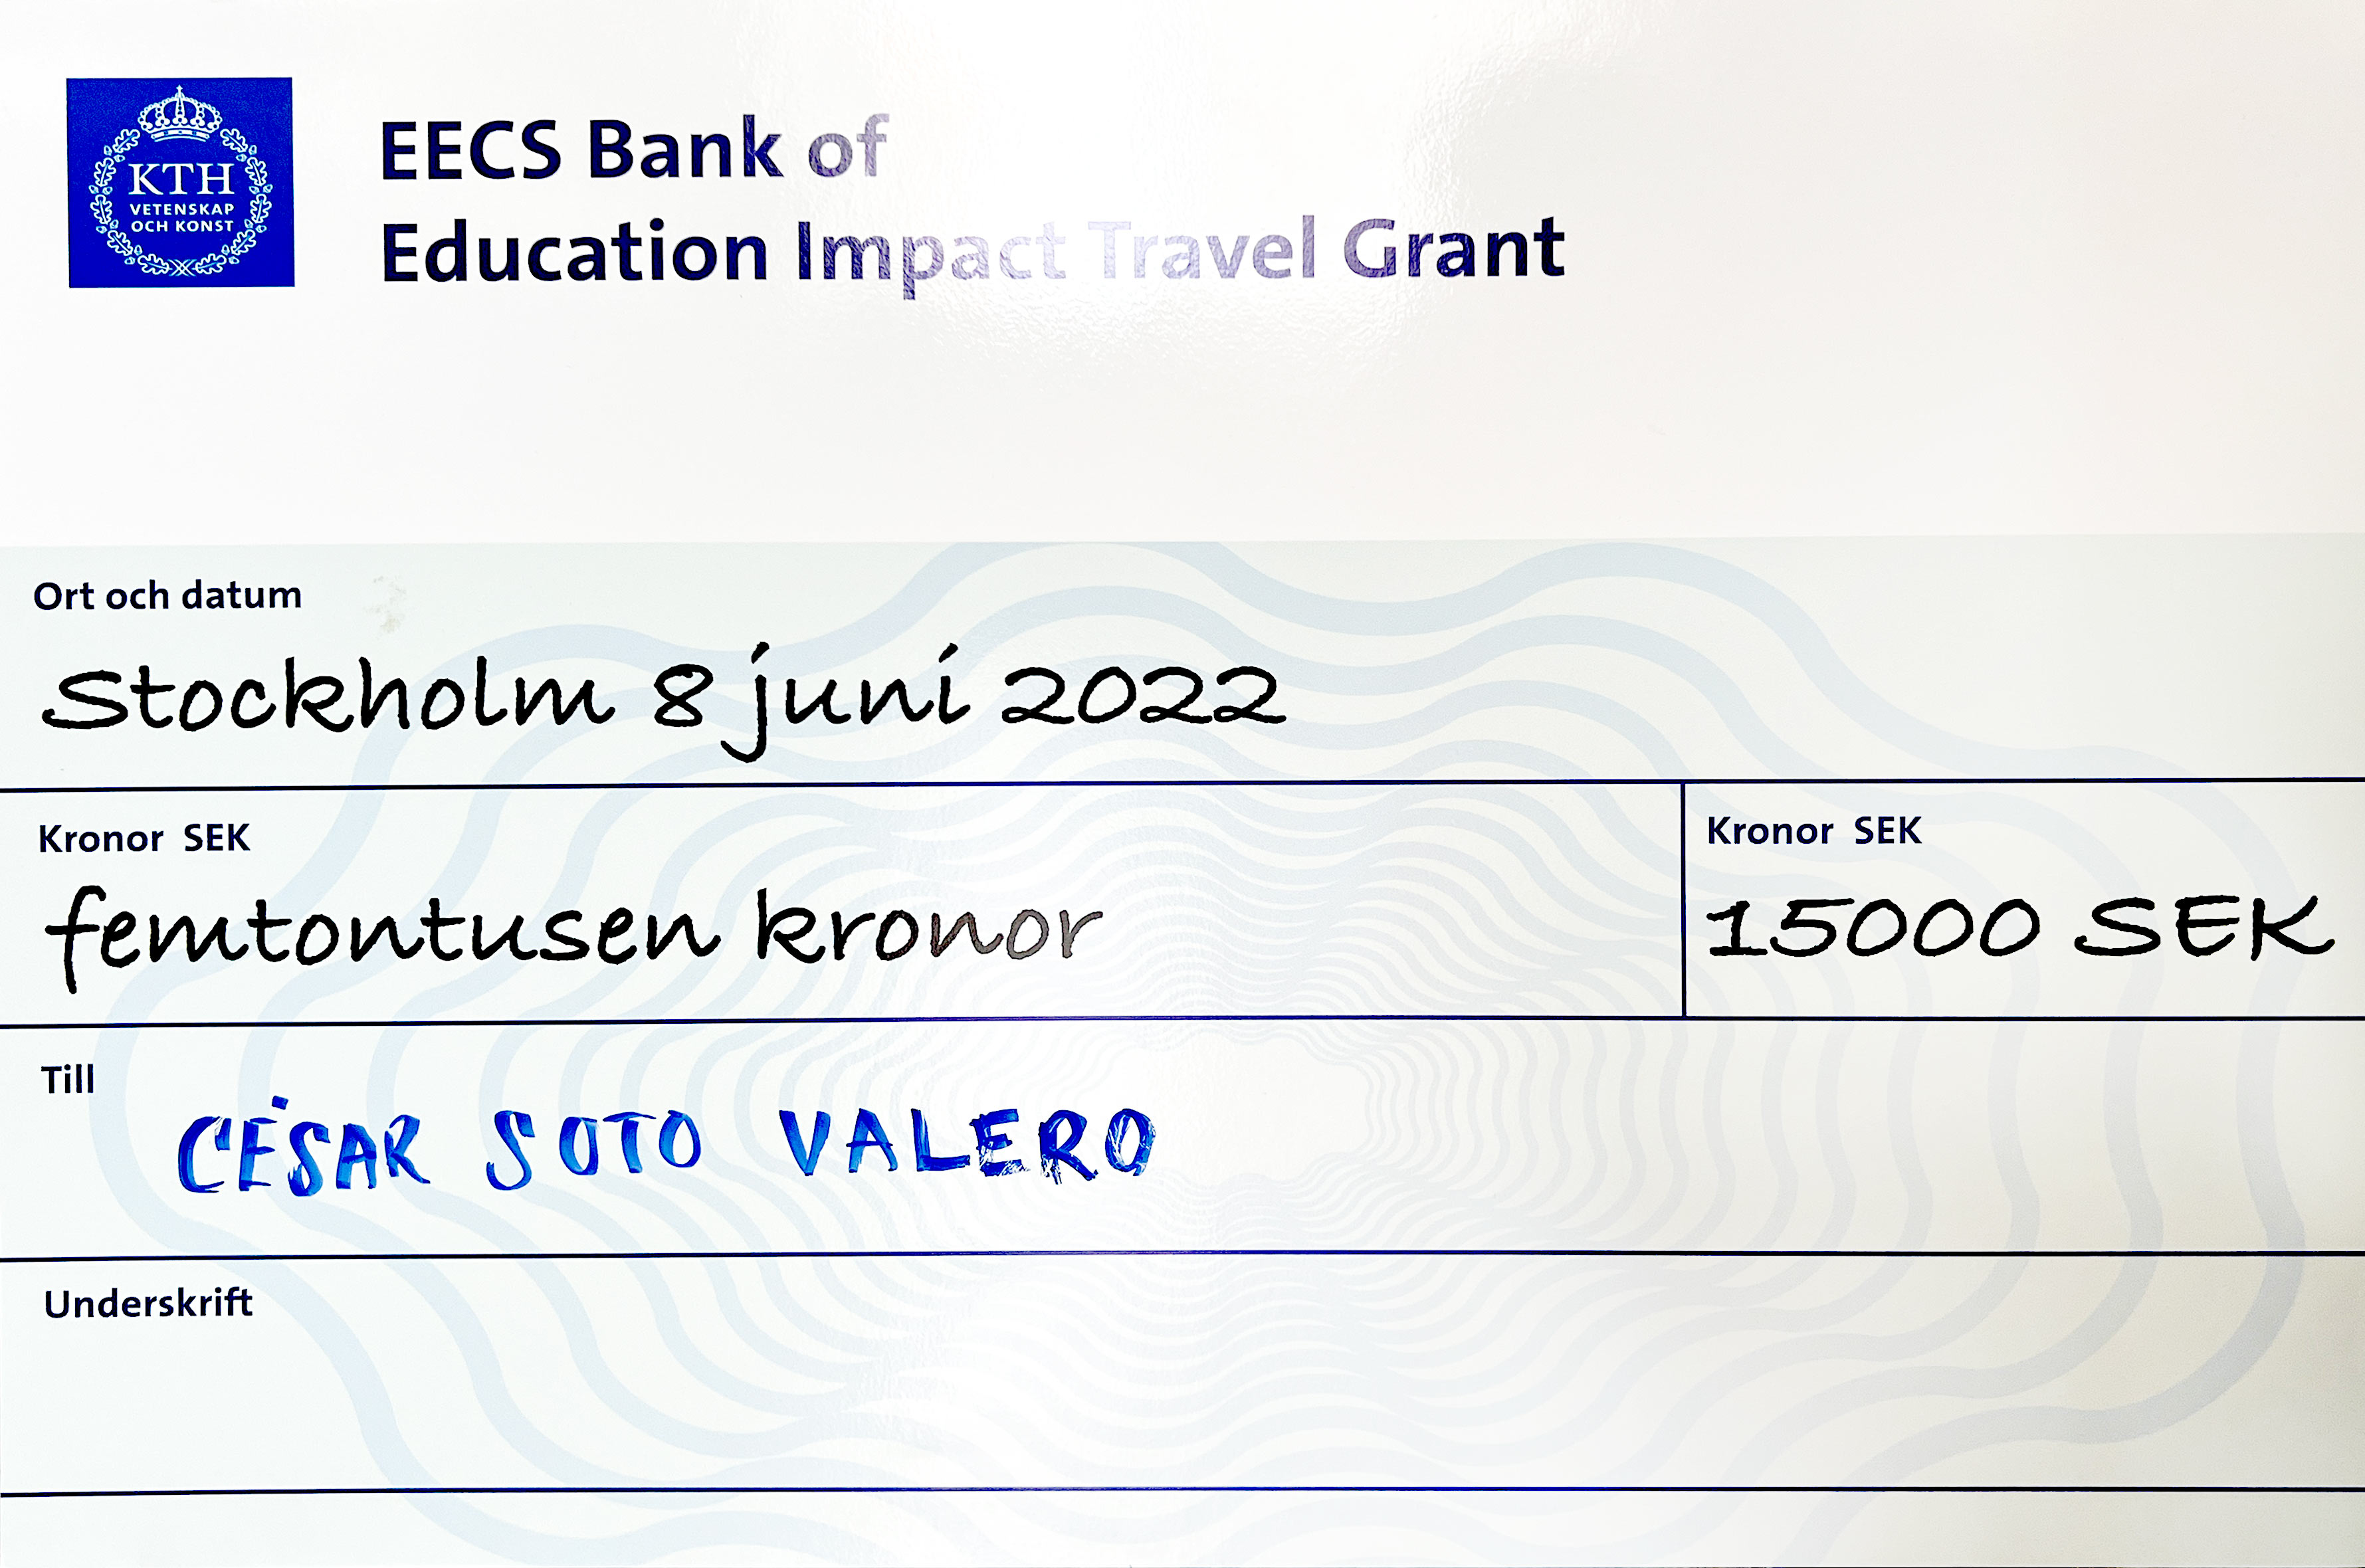 KTH
VETENSKAP
OCH KONST
EECS Bank of
Education Impact Travel Grant
Ort och datum
Stockholm 8 juni 2022
Kronor SEK
femtontusen kronor
Kronor SEK
15000 SEK
Till
CÉSAR SOTO VALERO
Underskrift